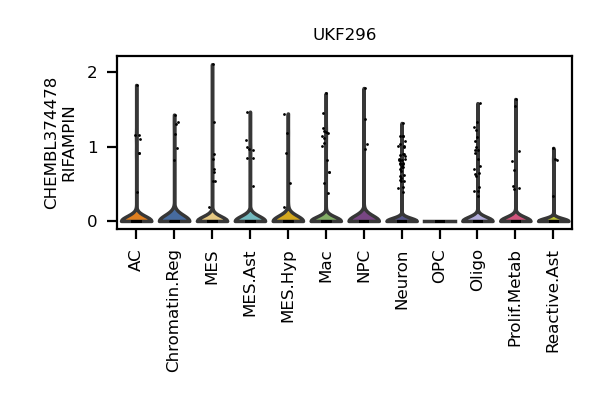 UKF296
CHEMBL374478
RIFAMPIN
2
1
0
AC
Chromatin.Reg
MES
MES.Ast
MES.Hyp
Mac
NPC
Neuron
OPC
Oligo
Prolif.Metab
Reactive.Ast